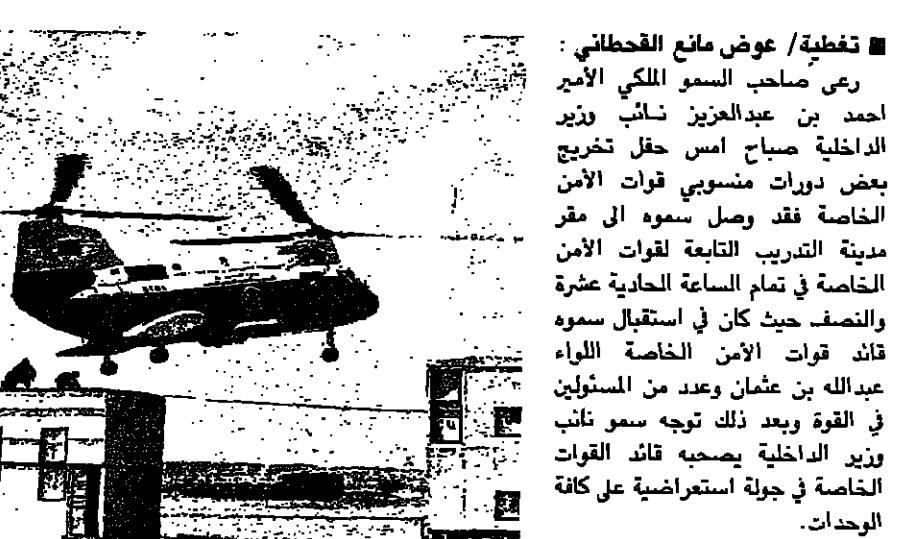 ■ تغطية/ عوض مانع القحطاني :
رعى صاحب السمو الملكي الأمير
احمد بن عبدالعزيز نائب وزير
الداخلية صباح امس حفل تخريج
بعض دورات منسوبي قوات الأمن
الخاصة فقد وصل سموه الى مقر
مدينة التدريب التابعة لقوات الأمن
الخاصة في تمام الساعة الحادية عشرة
والنصف حيث كان في استقبال سموه
قائد قوات الأمن الخاصة اللواء
عبدالله بن عثمان وعدد من المسئولين
في القوة وبعد ذلك توجه سمو نائب
وزير الداخلية يصحبه قائد القوات
الخاصة في جولة استعراضية على كافة
الوحدات.